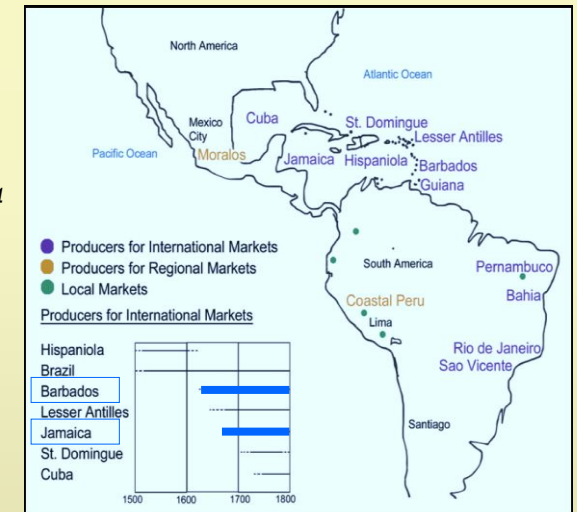 North America
Atlantic Ocean
Cuba
Mexico
City
St. Domingue
Lesser Antilles
Pacific Ocean
Moralos
Jamaica
Hispaniola
Barbados
Guiana
Producers for International Markets
Producers for Regional Markets
Local Markets
South America
Pernambuco
Bahia
Coastal Peru
Lima
Producers for International Markets
Rio de Janeiro
Sao Vicente
Hispaniola
Brazil
Barbados
Lesser Antilles
Jamaica
St. Domingue
Cuba
Santiago
1500 1600 1700 1800